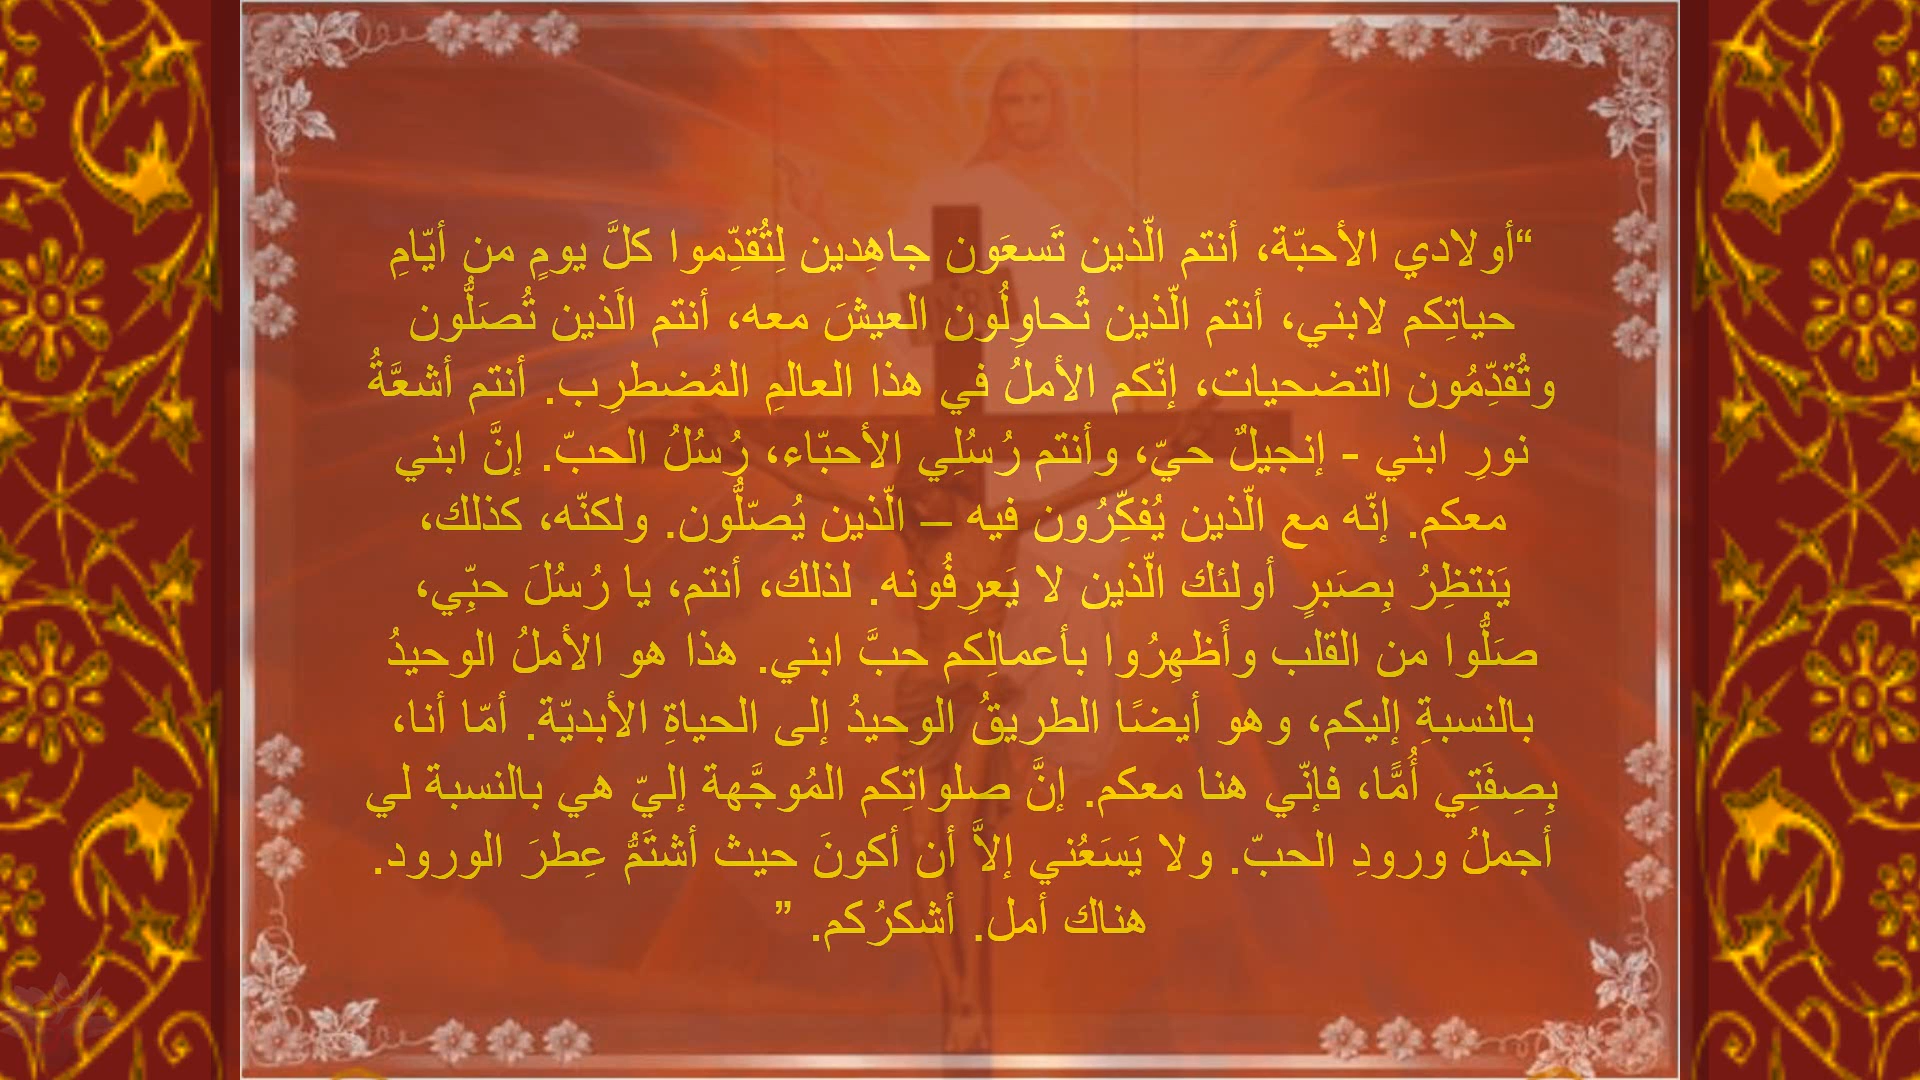 “أولادي الأحبّة، أنتم الّذين تَسعَون جاهِدين لِتُقدِّموا كلَّ يومٍ من أيّامِ
حياتِكم لابني، أنتم الّذين تُحاوِلُون العيشَ معه، أنتم الَذين تُصَلُّون
وتُقدِّمُون التضحيات، إنّكم الأملُ في هذا العالمِ المُضطرِب. أنتم أشعَّةُ
نورِ ابني - إنجيلٌ حيّ، وأنتم رُسُلِي الأحبّاء، رُسُلُ الحبّ. إنَّ ابني
معكم. إنّه مع الّذين يُفكِّرُون فيه – الّذين يُصّلُّون. ولكنّه، كذلك،
يَنتظِرُ بِصَبرٍ أولئك الّذين لا يَعرِفُونه. لذلك، أنتم، يا رُسُلَ حبِّي،
صَلُّوا من القلب وأَظهِرُوا بأعمالِكم حبَّ ابني. هذا هو الأملُ الوحيدُ
بالنسبةِ إليكم، وهو أيضًا الطريقُ الوحيدُ إلى الحياةِ الأبديّة. أمّا أنا،
بِصِفَتِي أُمًّا، فإنّي هنا معكم. إنَّ صلواتِكم المُوجَّهة إليّ هي بالنسبة لي
أجملُ ورودِ الحبّ. ولا يَسَعُني إلاَّ أن أكونَ حيث أشتَمُّ عِطرَ الورود.
هناك أمل. أشكرُكم. ”